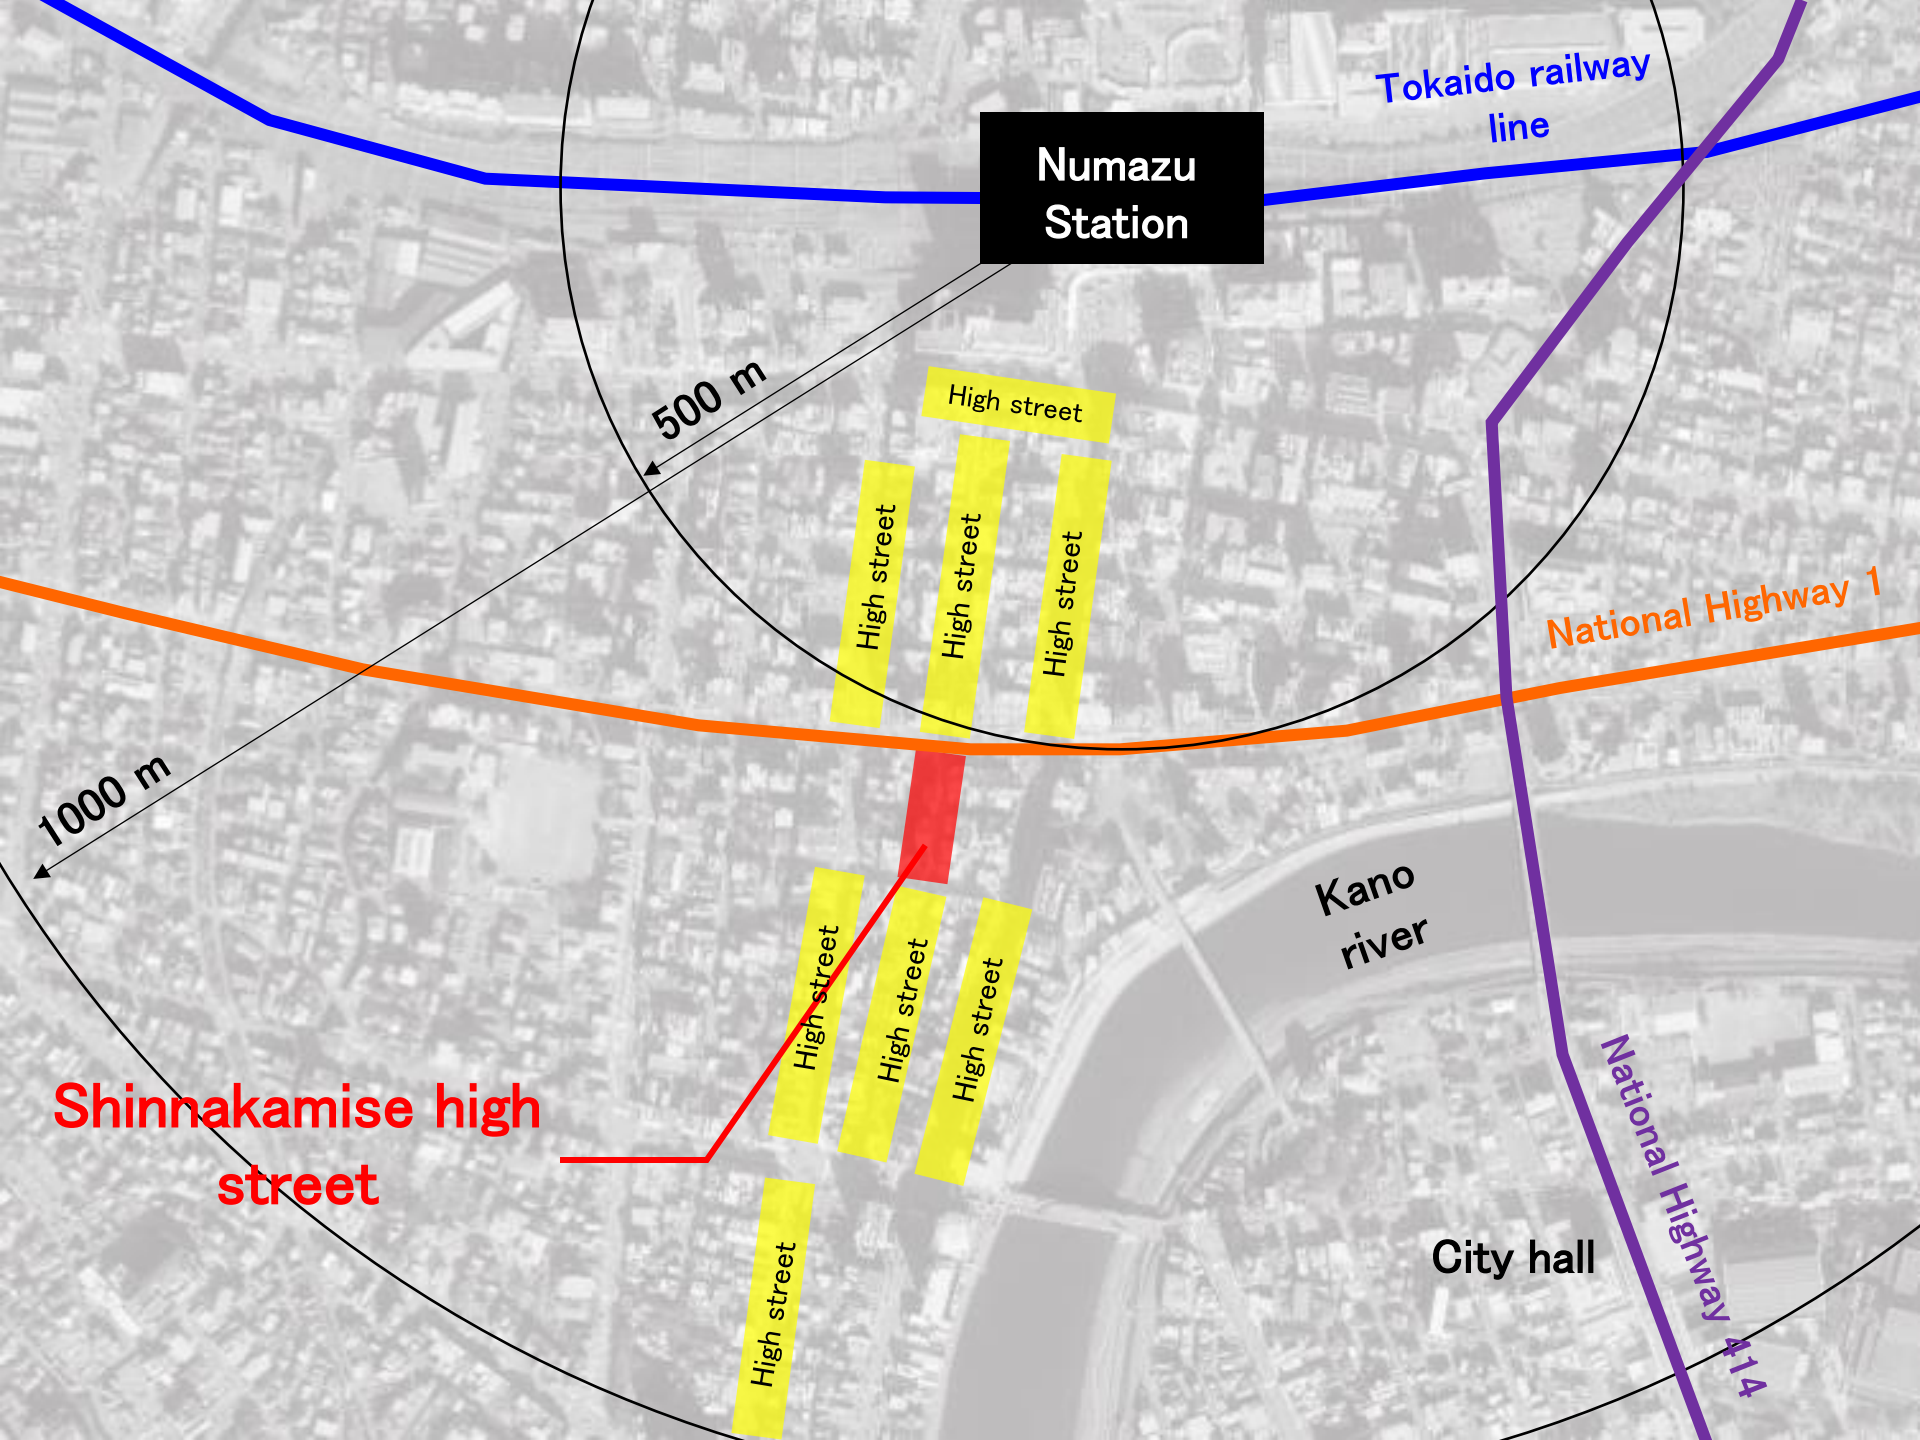 Tokaido railway
line
Numazu
Station
500 m
High street
High street
High street
High street
National Highway 1
1000 m
Kano
river
High street
High street
High street
Shinnakamise high
street
National Highway 414
City hall
High street